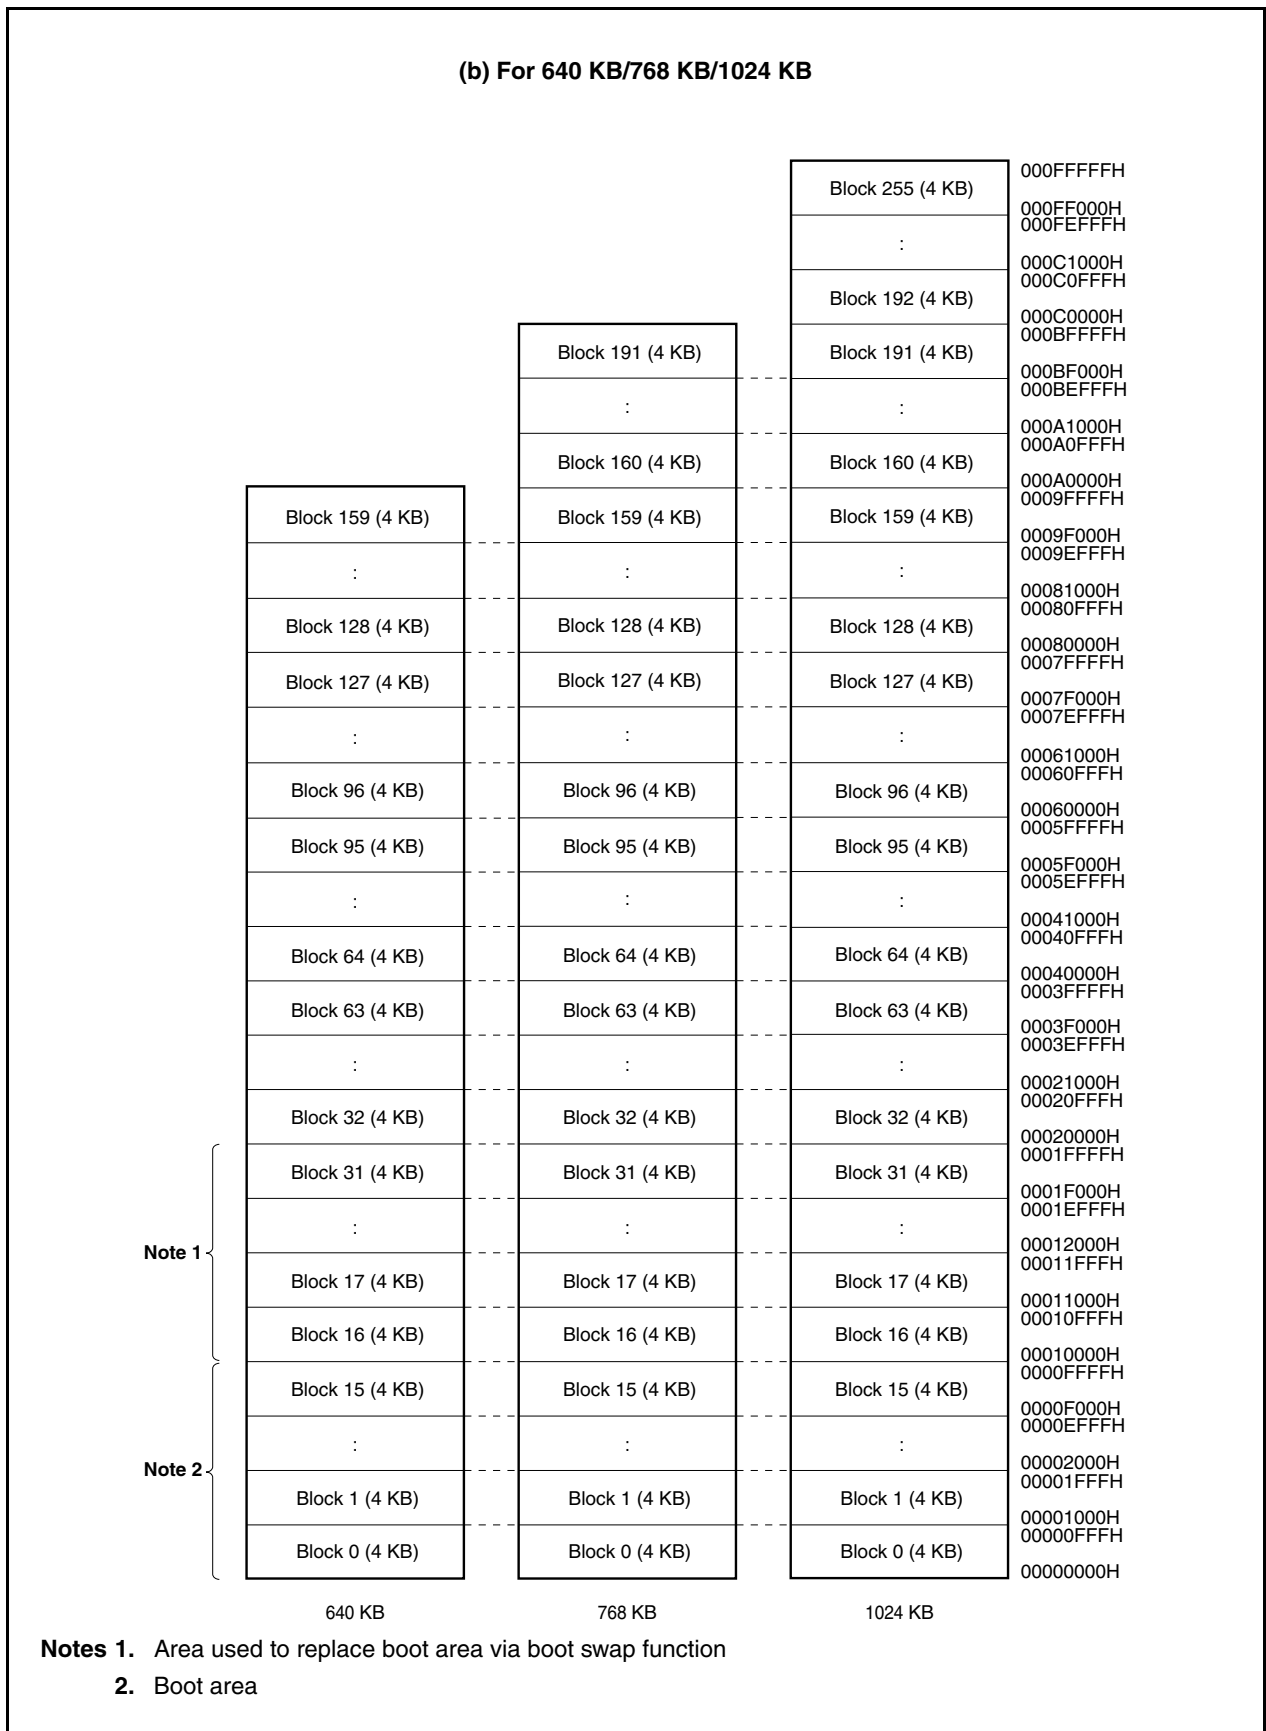 (b) For 640 KB/768 KB/1024 KB
000FFFFFH
Block 255 (4 KB)
000FF000H
000FEFFFH
:
000C1000H
000C0FFFH
Block 192 (4 KB)
000C0000H
000BFFFFH
Block 191 (4 KB) Block 191 (4 KB)
000BF000H
000BEFFFH
: :
000A1000H
000A0FFFH
Block 160 (4 KB) Block 160 (4 KB)
000A0000H
0009FFFFH
Block 159 (4 KB) Block 159 (4 KB) Block 159 (4 KB)
0009F000H
0009EFFFH
: : :
00081000H
00080FFFH
Block 128 (4 KB) Block 128 (4 KB) Block 128 (4 KB)
00080000H
0007FFFFH
Block 127 (4 KB) Block 127 (4 KB) Block 127 (4 KB)
0007F000H
0007EFFFH
: : :
00061000H
00060FFFH
Block 96 (4 KB) Block 96 (4 KB) Block 96 (4 KB)
00060000H
0005FFFFH
Block 95 (4 KB) Block 95 (4 KB) Block 95 (4 KB)
0005F000H
0005EFFFH
: : :
00041000H
00040FFFH
Block 64 (4 KB) Block 64 (4 KB) Block 64 (4 KB)
00040000H
0003FFFFH
Block 63 (4 KB) Block 63 (4 KB) Block 63 (4 KB)
0003F000H
0003EFFFH
: : :
00021000H
00020FFFH
Block 32 (4 KB) Block 32 (4 KB) Block 32 (4 KB)
00020000H
0001FFFFH
Block 31 (4 KB) Block 31 (4 KB) Block 31 (4 KB)
0001F000H
0001EFFFH
: : :
Note 1
00012000H
00011FFFH
Block 17 (4 KB) Block 17 (4 KB) Block 17 (4 KB)
00011000H
00010FFFH
Block 16 (4 KB) Block 16 (4 KB) Block 16 (4 KB)
00010000H
0000FFFFH
Block 15 (4 KB) Block 15 (4 KB) Block 15 (4 KB)
0000F000H
0000EFFFH
: : :
Note 2
00002000H
00001FFFH
Block 1 (4 KB) Block 1 (4 KB) Block 1 (4 KB)
00001000H
00000FFFH
Block 0 (4 KB) Block 0 (4 KB) Block 0 (4 KB)
00000000H
640 KB 768 KB 1024 KB
Notes 1. Area used to replace boot area via boot swap function
2. Boot area